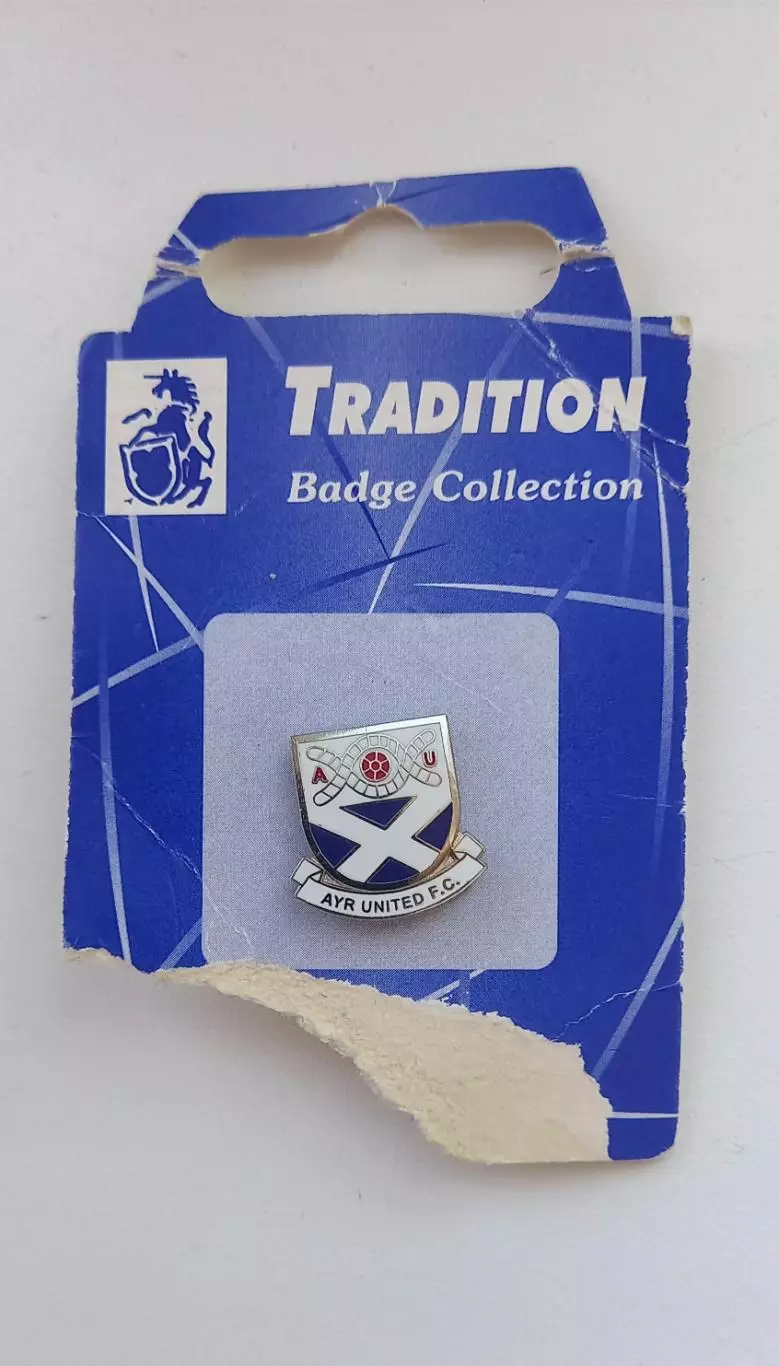 TRADITION
Badge Collection
A U
AYR UNITED F.C.